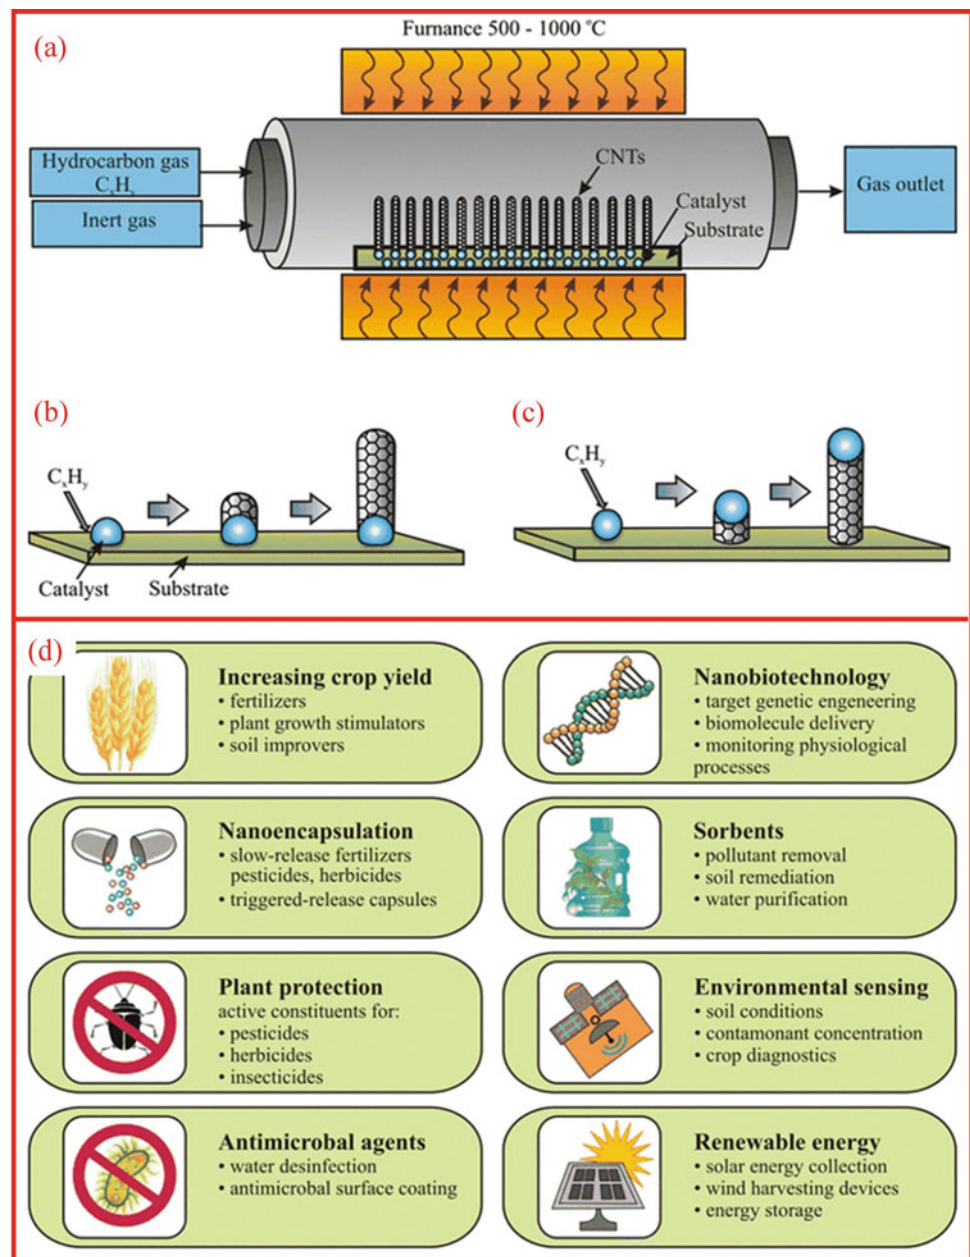 (a)
Furnance 500 - 1000 °C
Hydrocarbon gas
CₓHᵧ
Inert gas
CNTs
Catalyst
Substrate
Gas outlet
(b)
CₓHᵧ
Catalyst
Substrate
(c)
CₓHᵧ
(d)
Increasing crop yield
• fertilizers
• plant growth stimulators
• soil improvers
Nanobiotechnology
• target genetic engeneering
• biomolecule delivery
• monitoring physiological
processes
Nanoencapsulation
• slow-release fertilizers
pesticides, herbicides
• triggered-release capsules
Sorbents
• pollutant removal
• soil remediation
• water purification
Plant protection
active constituents for:
• pesticides
• herbicides
• insecticides
Environmental sensing
• soil conditions
• contamonant concentration
• crop diagnostics
Antimicrobial agents
• water desinfection
• antimicrobial surface coating
Renewable energy
• solar energy collection
• wind harvesting devices
• energy storage